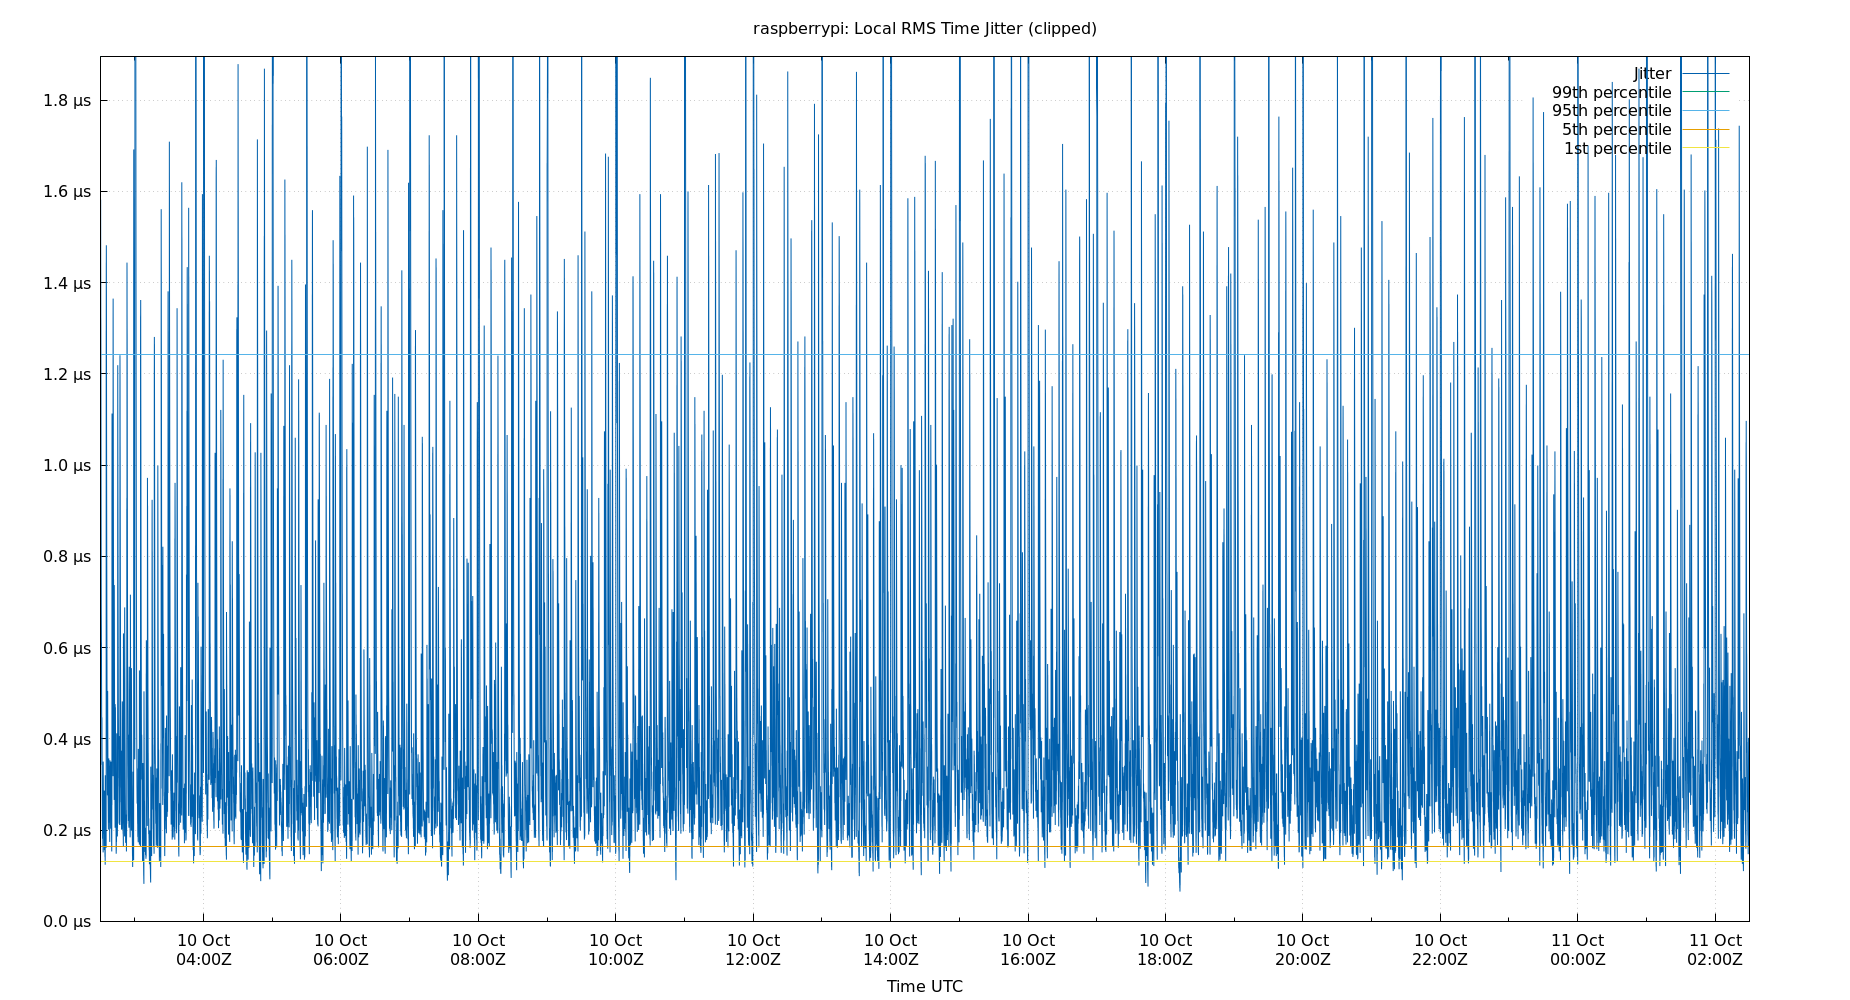 raspberrypi: Local RMS Time Jitter (clipped)
Jitter
99th percentile
95th percentile
5th percentile
1st percentile
1.8 μs
1.6 μs
1.4 μs
1.2 μs
1.0 μs
0.8 μs
0.6 μs
0.4 μs
0.2 μs
0.0 μs
10 Oct 10 Oct 10 Oct 10 Oct 10 Oct 10 Oct 10 Oct 10 Oct 10 Oct 10 Oct 11 Oct 11 Oct
04:00Z 06:00Z 08:00Z 10:00Z 12:00Z 14:00Z 16:00Z 18:00Z 20:00Z 22:00Z 00:00Z 02:00Z
Time UTC